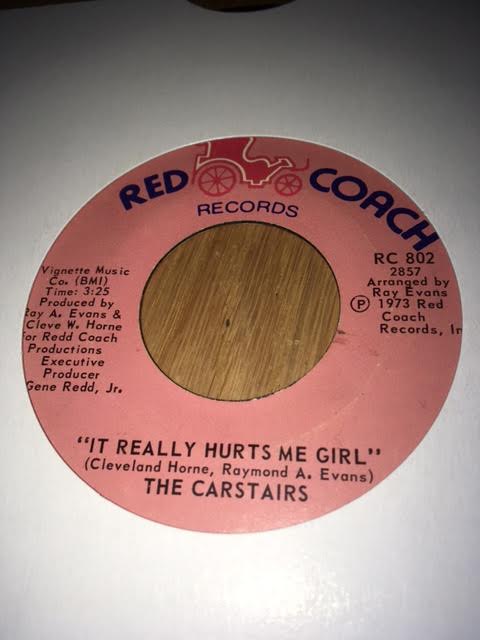 RED COACH
RECORDS
Vignette Music
Co. (BMI)
Time: 3:25
Produced by
Ray A. Evans &
Cleve W. Horne
for Redd Coach
Productions
Executive
Producer
Gene Redd, Jr.
RC 802
2857
Arranged by
Ray Evans
℗ 1973 Red
Coach
Records, In
"IT REALLY HURTS ME GIRL"
(Cleveland Horne, Raymond A. Evans)
THE CARSTAIRS